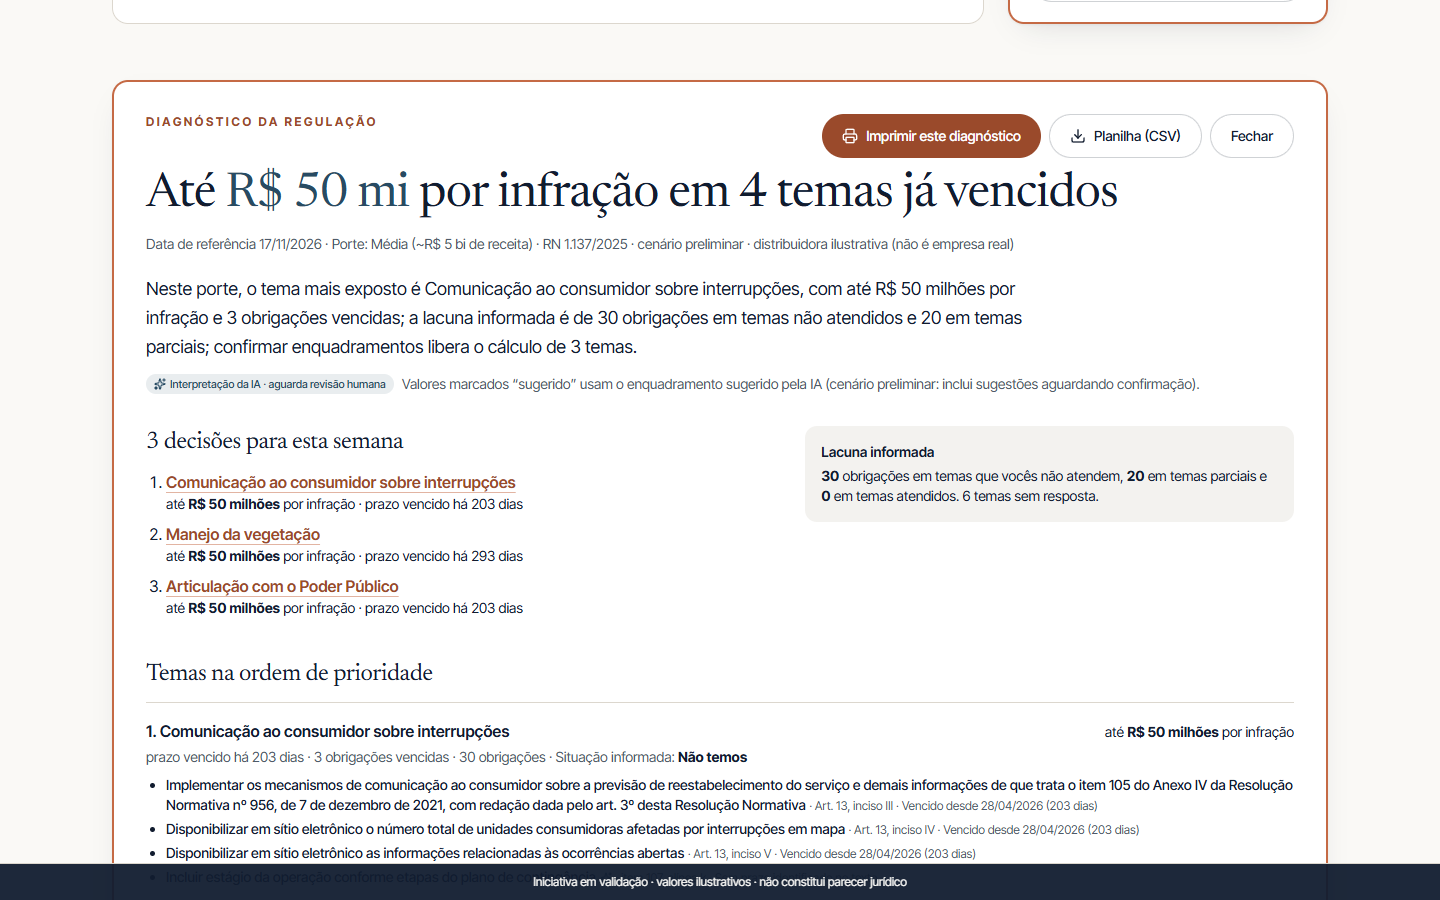 DIAGNÓSTICO DA REGULAÇÃO
Imprimir este diagnóstico
Planilha (CSV)
Fechar
Até R$ 50 mi por infração em 4 temas já vencidos
Data de referência 17/11/2026 · Porte: Média (~R$ 5 bi de receita) · RN 1.137/2025 · cenário preliminar · distribuidora ilustrativa (não é empresa real)
Neste porte, o tema mais exposto é Comunicação ao consumidor sobre interrupções, com até R$ 50 milhões por
infração e 3 obrigações vencidas; a lacuna informada é de 30 obrigações em temas não atendidos e 20 em temas
parciais; confirmar enquadramentos libera o cálculo de 3 temas.
Interpretação da IA · aguarda revisão humana
Valores marcados “sugerido” usam o enquadramento sugerido pela IA (cenário preliminar: inclui sugestões aguardando confirmação).
3 decisões para esta semana
1. Comunicação ao consumidor sobre interrupções
até R$ 50 milhões por infração · prazo vencido há 203 dias
2. Manejo da vegetação
até R$ 50 milhões por infração · prazo vencido há 293 dias
3. Articulação com o Poder Público
até R$ 50 milhões por infração · prazo vencido há 203 dias
Lacuna informada
30 obrigações em temas que vocês não atendem, 20 em temas parciais e
0 em temas atendidos. 6 temas sem resposta.
Temas na ordem de prioridade
1. Comunicação ao consumidor sobre interrupções
até R$ 50 milhões por infração
prazo vencido há 203 dias · 3 obrigações vencidas · 30 obrigações · Situação informada: Não temos
• Implementar os mecanismos de comunicação ao consumidor sobre a previsão de reestabelecimento do serviço e demais informações de que trata o item 105 do Anexo IV da Resolução
Normativa nº 956, de 7 de dezembro de 2021, com redação dada pelo art. 3º desta Resolução Normativa · Art. 13, inciso III · Vencido desde 28/04/2026 (203 dias)
• Disponibilizar em sítio eletrônico o número total de unidades consumidoras afetadas por interrupções em mapa · Art. 13, inciso IV · Vencido desde 28/04/2026 (203 dias)
• Disponibilizar em sítio eletrônico as informações relacionadas às ocorrências abertas · Art. 13, inciso V · Vencido desde 28/04/2026 (203 dias)
• Incluir estágio da operação conforme etapas do plano de
Iniciativa em validação · valores ilustrativos · não constitui parecer jurídico